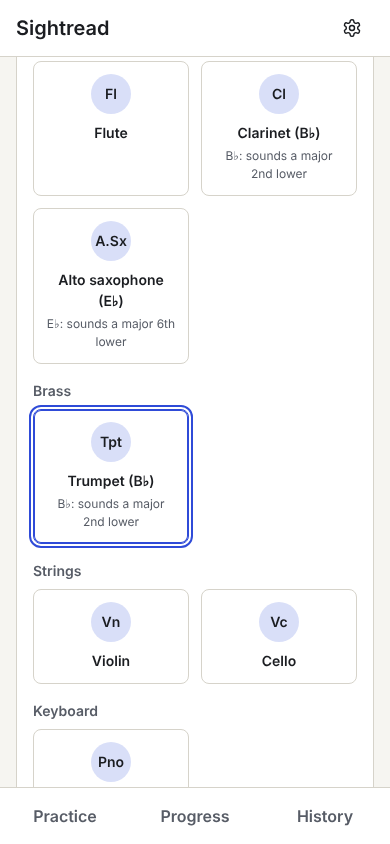 Sightread
Fl
Flute
Cl
Clarinet (B♭)
B♭: sounds a major
2nd lower
A.Sx
Alto saxophone
(E♭)
E♭: sounds a major 6th
lower
Brass
Tpt
Trumpet (B♭)
B♭: sounds a major
2nd lower
Strings
Vn
Violin
Vc
Cello
Keyboard
Pno
Practice
Progress
History